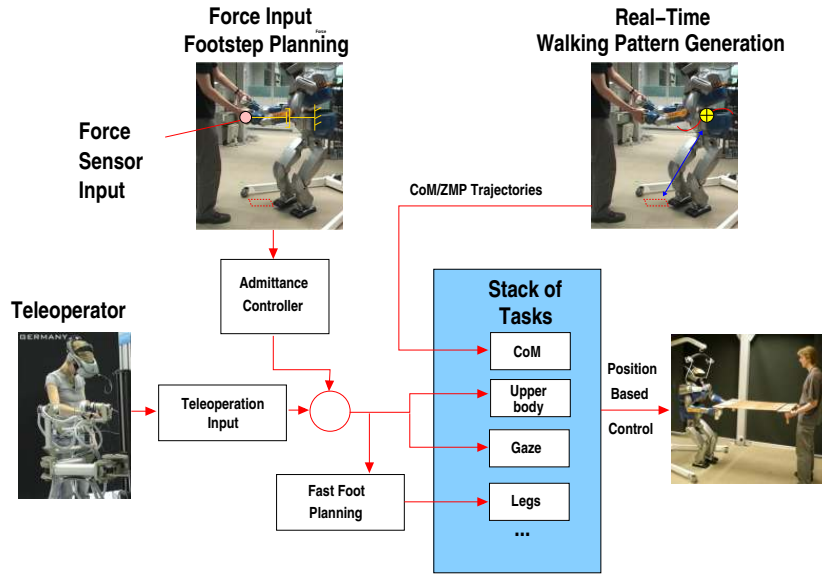 Force Input
Footstep Planning
Force
Real-Time
Walking Pattern Generation
Force
Sensor
Input
CoM/ZMP Trajectories
Admittance
Controller
Teleoperator
GERMANY
Stack of
Tasks
CoM
Upper
body
Gaze
Legs
...
Position
Based
Control
Teleoperation
Input
Fast Foot
Planning